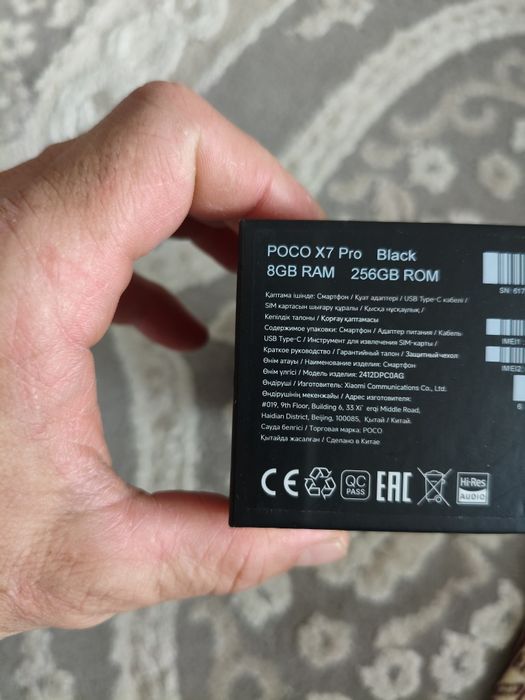 POCO X7 Pro Black
8GB RAM 256GB ROM
Қаптама ішінде: Смартфон / Қуат адаптері / USB Type-C кабелі /
SIM картасын шығару құралы / Қысқа нұсқаулық /
Кепілдік талоны / Қорғау қаптамасы
Содержимое упаковки: Смартфон / Адаптер питания / Кабель
USB Type-C / Инструмент для извлечения SIM-карты /
Краткое руководство / Гарантийный талон / Защитный чехол
Өнім атауы / Наименование изделия: Смартфон
Өнім үлгісі / Модель изделия: 2412DPC0AG
Өндіруші / Изготовитель: Xiaomi Communications Co., Ltd.
Өндірушінің мекенжайы / Адрес изготовителя:
#019, 9th Floor, Building 6, 33 Xi'erqi Middle Road,
Haidian District, Beijing, 100085, Қытай / Китай.
Сауда белгісі / Торговая марка: POCO
Қытайда жасалған / Сделано в Китае
CE QC PASS EAC Hi-Res AUDIO
SN: 617
IMEI1
IMEI2
6